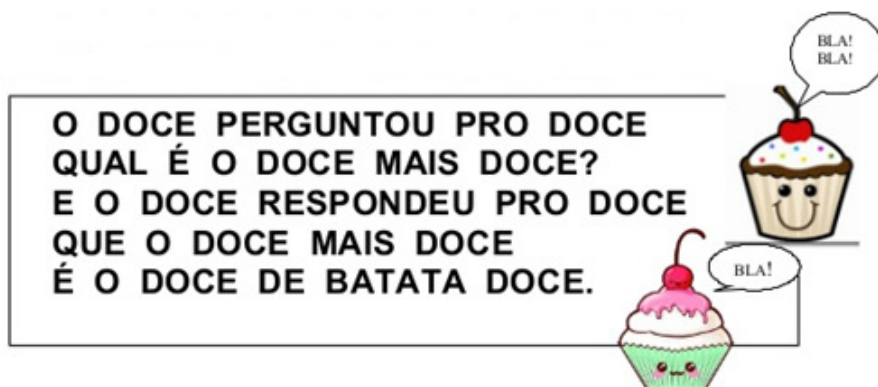 BLA!
BLA!
O DOCE PERGUNTOU PRO DOCE
QUAL É O DOCE MAIS DOCE?
E O DOCE RESPONDEU PRO DOCE
QUE O DOCE MAIS DOCE
É O DOCE DE BATATA DOCE.
BLA!